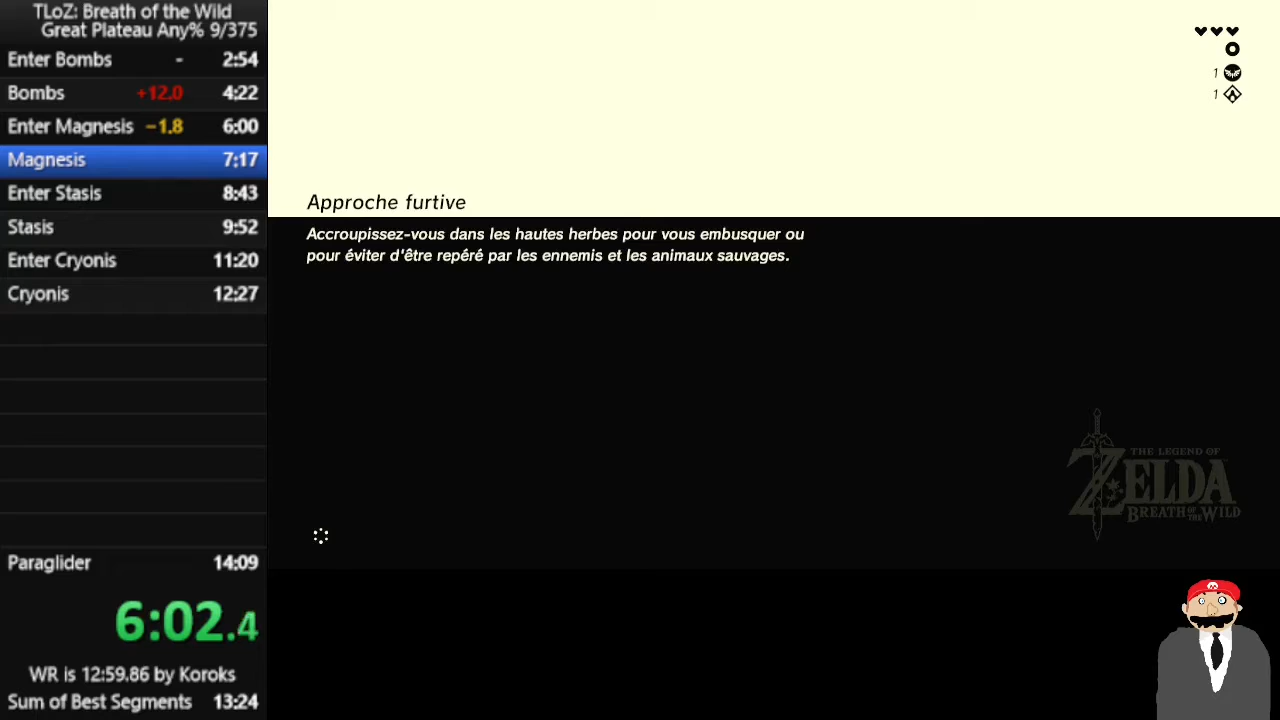 TLoZ: Breath of the Wild
Great Plateau Any% 9/375
Enter Bombs - 2:54
Bombs +12.0 4:22
Enter Magnesis −1.8 6:00
Magnesis 7:17
Enter Stasis 8:43
Stasis 9:52
Enter Cryonis 11:20
Cryonis 12:27
Paraglider 14:09
6:02.4
WR is 12:59.86 by Koroks
Sum of Best Segments 13:24
1
1
Approche furtive
Accroupissez-vous dans les hautes herbes pour vous embusquer ou
pour éviter d'être repéré par les ennemis et les animaux sauvages.
THE LEGEND OF
ZELDA
BREATH OF THE WILD